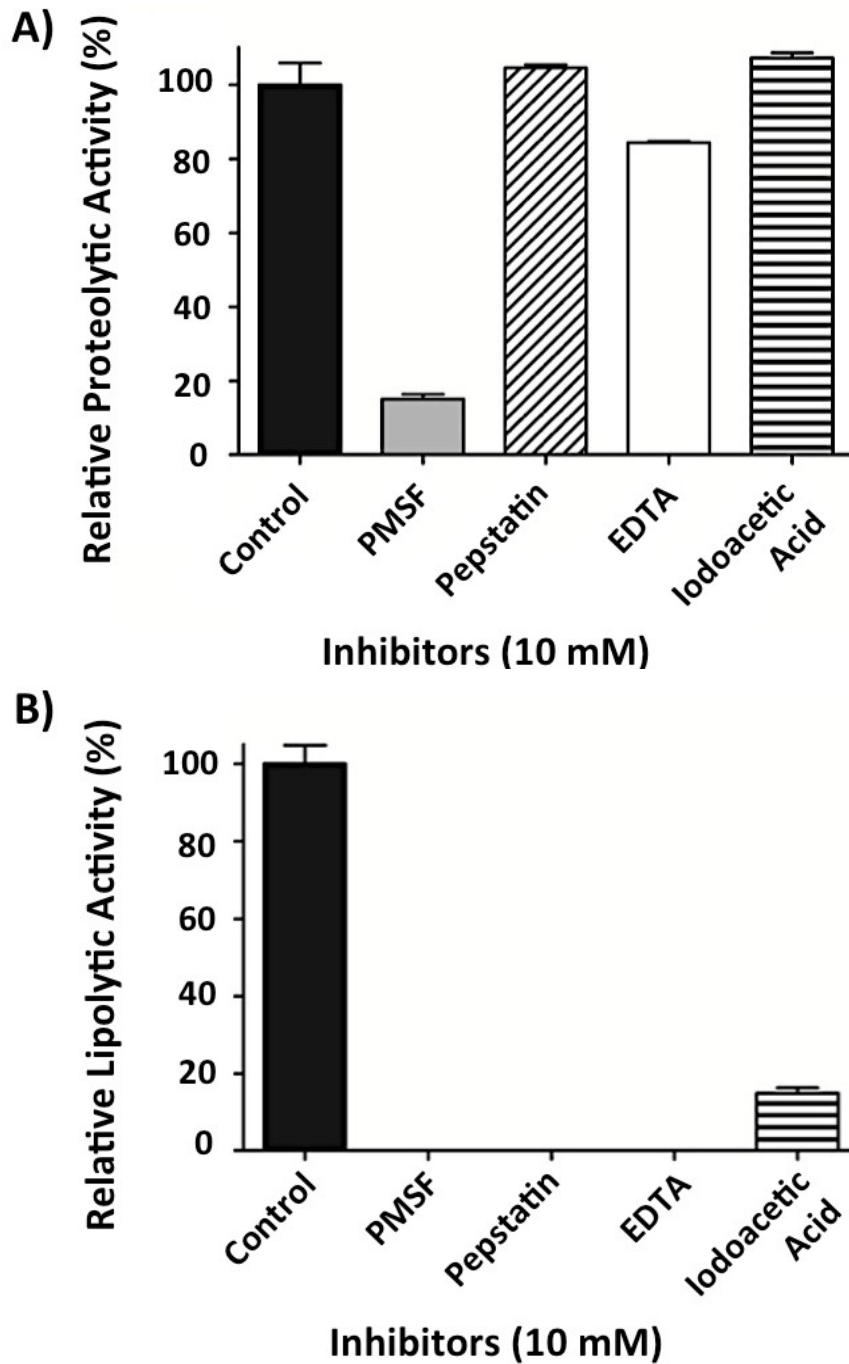 A)
Relative Proteolytic Activity (%)
100
80
60
40
20
0
Control
PMSF
Pepstatin
EDTA
Iodoacetic
Acid
Inhibitors (10 mM)
B)
Relative Lipolytic Activity (%)
100
80
60
40
20
0
Control
PMSF
Pepstatin
EDTA
Iodoacetic
Acid
Inhibitors (10 mM)